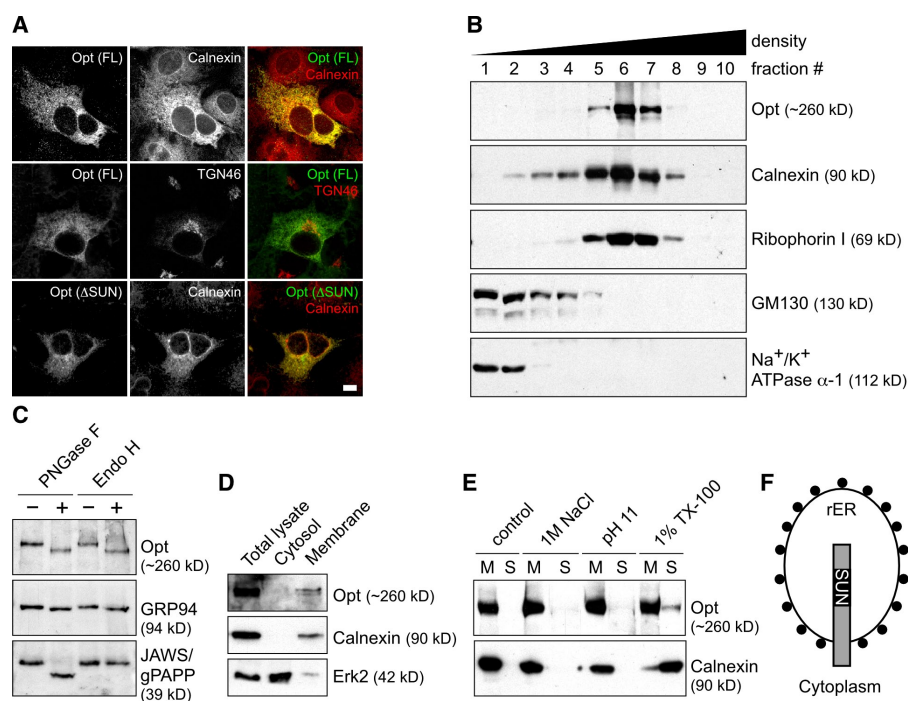 A
Opt (FL)
Calnexin
Opt (FL)
Calnexin
Opt (FL)
TGN46
Opt (FL)
TGN46
Opt (ΔSUN)
Calnexin
Opt (ΔSUN)
Calnexin
B
density
1 2 3 4 5 6 7 8 9 10 fraction #
Opt (~260 kD)
Calnexin (90 kD)
Ribophorin I (69 kD)
GM130 (130 kD)
Na⁺/K⁺
ATPase α-1 (112 kD)
C
PNGase F
Endo H
− + − +
Opt
(~260 kD)
GRP94
(94 kD)
JAWS/
gPAPP
(39 kD)
D
Total lysate
Cytosol
Membrane
Opt (~260 kD)
Calnexin (90 kD)
Erk2 (42 kD)
E
control
1M NaCl
pH 11
1% TX-100
M S M S M S M S
Opt
(~260 kD)
Calnexin
(90 kD)
F
rER
SUN
Cytoplasm